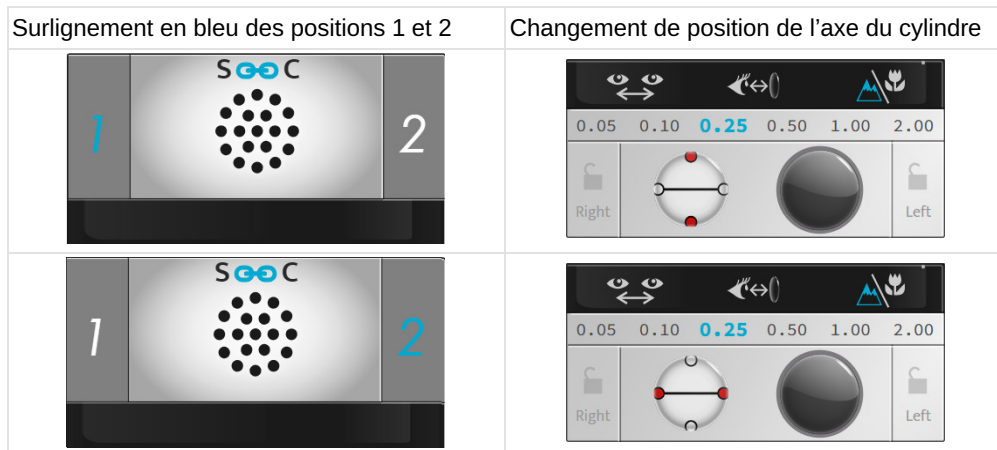 Surlignement en bleu des positions 1 et 2
Changement de position de l’axe du cylindre
S C
1
2
0.05 0.10 0.25 0.50 1.00 2.00
Right
Left
S C
1
2
0.05 0.10 0.25 0.50 1.00 2.00
Right
Left